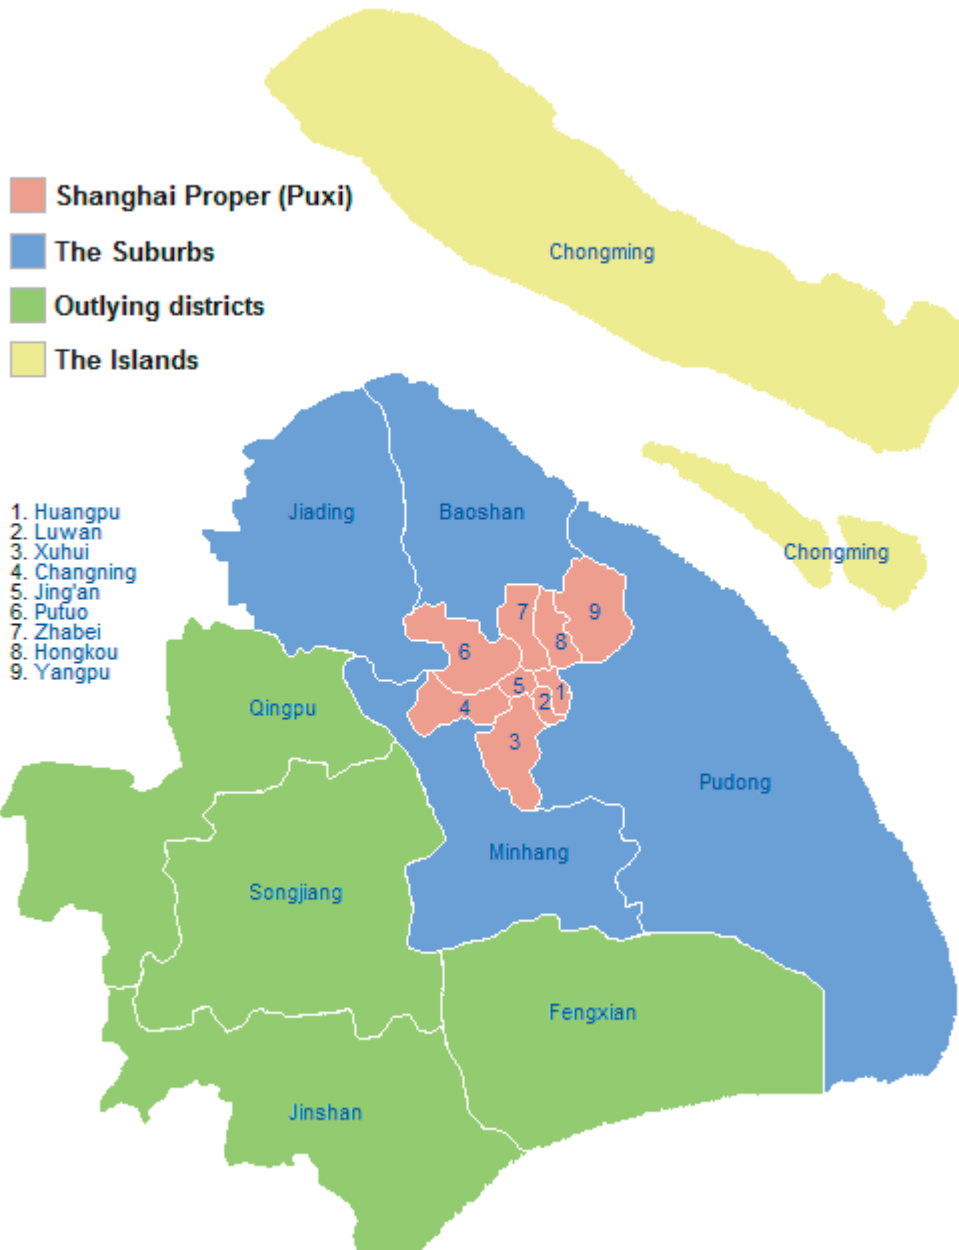 Chongming
Shanghai Proper (Puxi)
The Suburbs
Outlying districts
The Islands
1. Huangpu
2. Luwan
3. Xuhui
4. Changning
5. Jing'an
6. Putuo
7. Zhabei
8. Hongkou
9. Yangpu
Jiading
Baoshan
Chongming
7
9
8
6
5
1
2
4
3
Qingpu
Pudong
Minhang
Songjiang
Fengxian
Jinshan